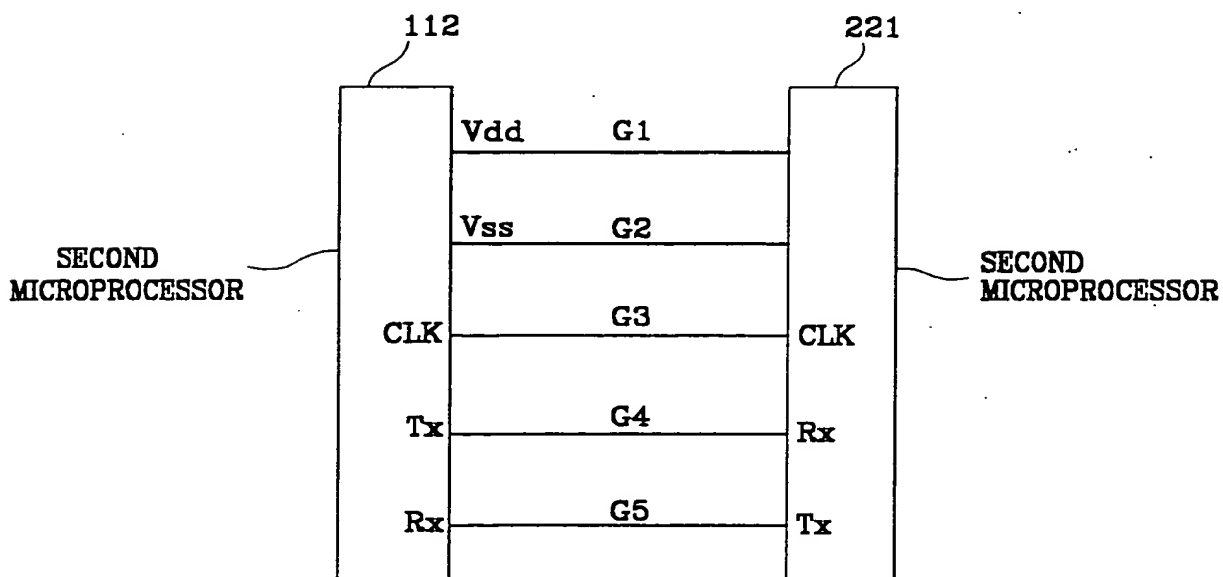 112
221
Vdd G1
Vss G2
SECOND
MICROPROCESSOR
SECOND
MICROPROCESSOR
CLK G3 CLK
Tx G4 Rx
Rx G5 Tx